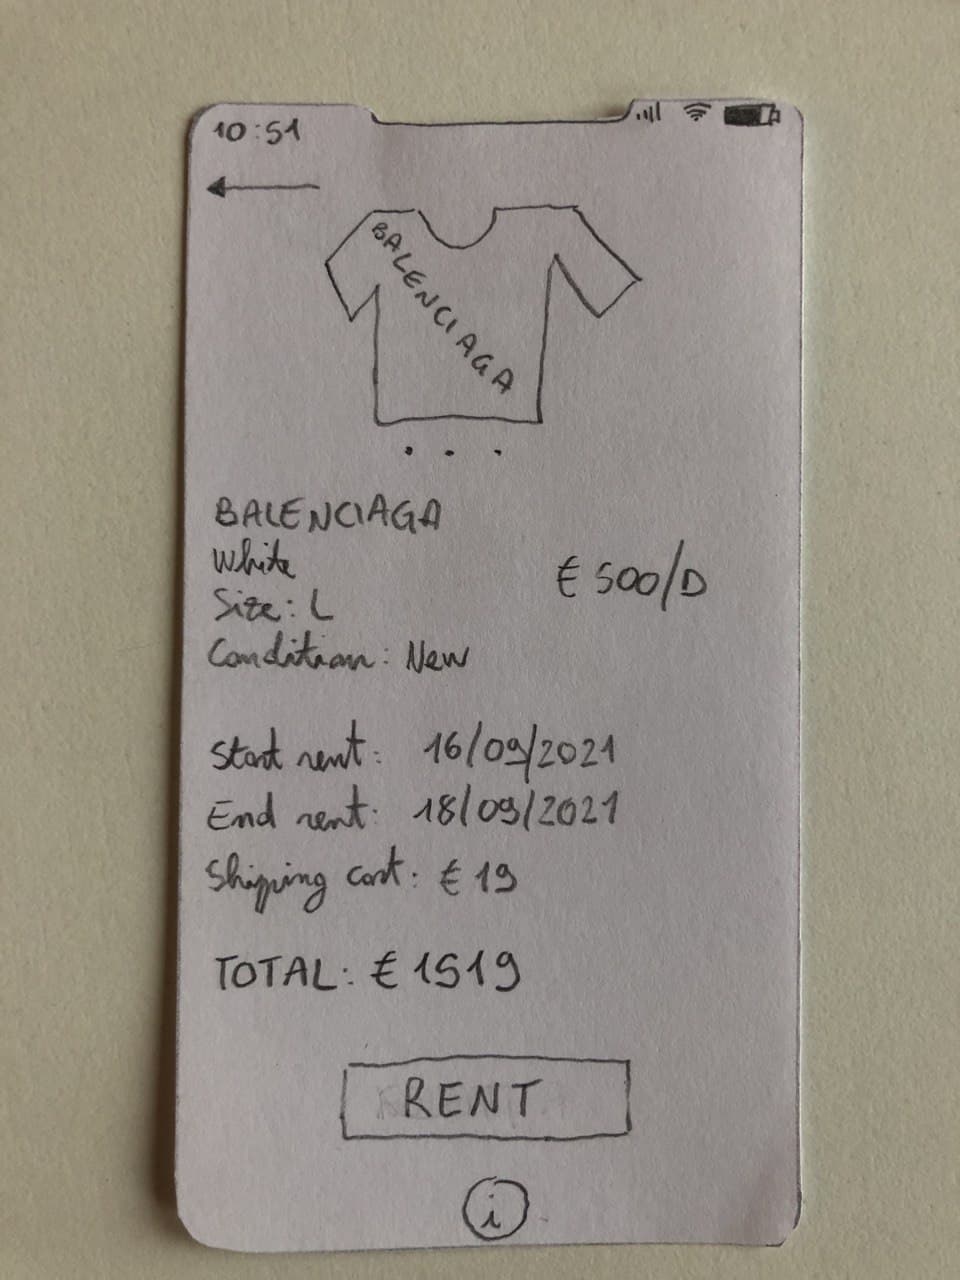 10:51
BALENCIAGA
BALENCIAGA
White
€ 500/D
Size: L
Condition: New
Start rent: 16/09/2021
End rent: 18/09/2021
Shipping cost: € 19
TOTAL: € 1519
RENT
i